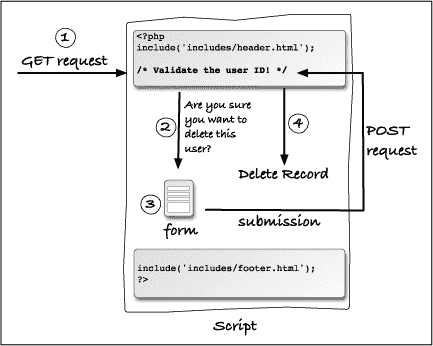 <?php
include('includes/header.html');
/* Validate the user ID! */
1
GET request
2
Are you sure
you want to
delete this
user?
4
POST
request
Delete Record
3
form
submission
include('includes/footer.html');
?>
Script